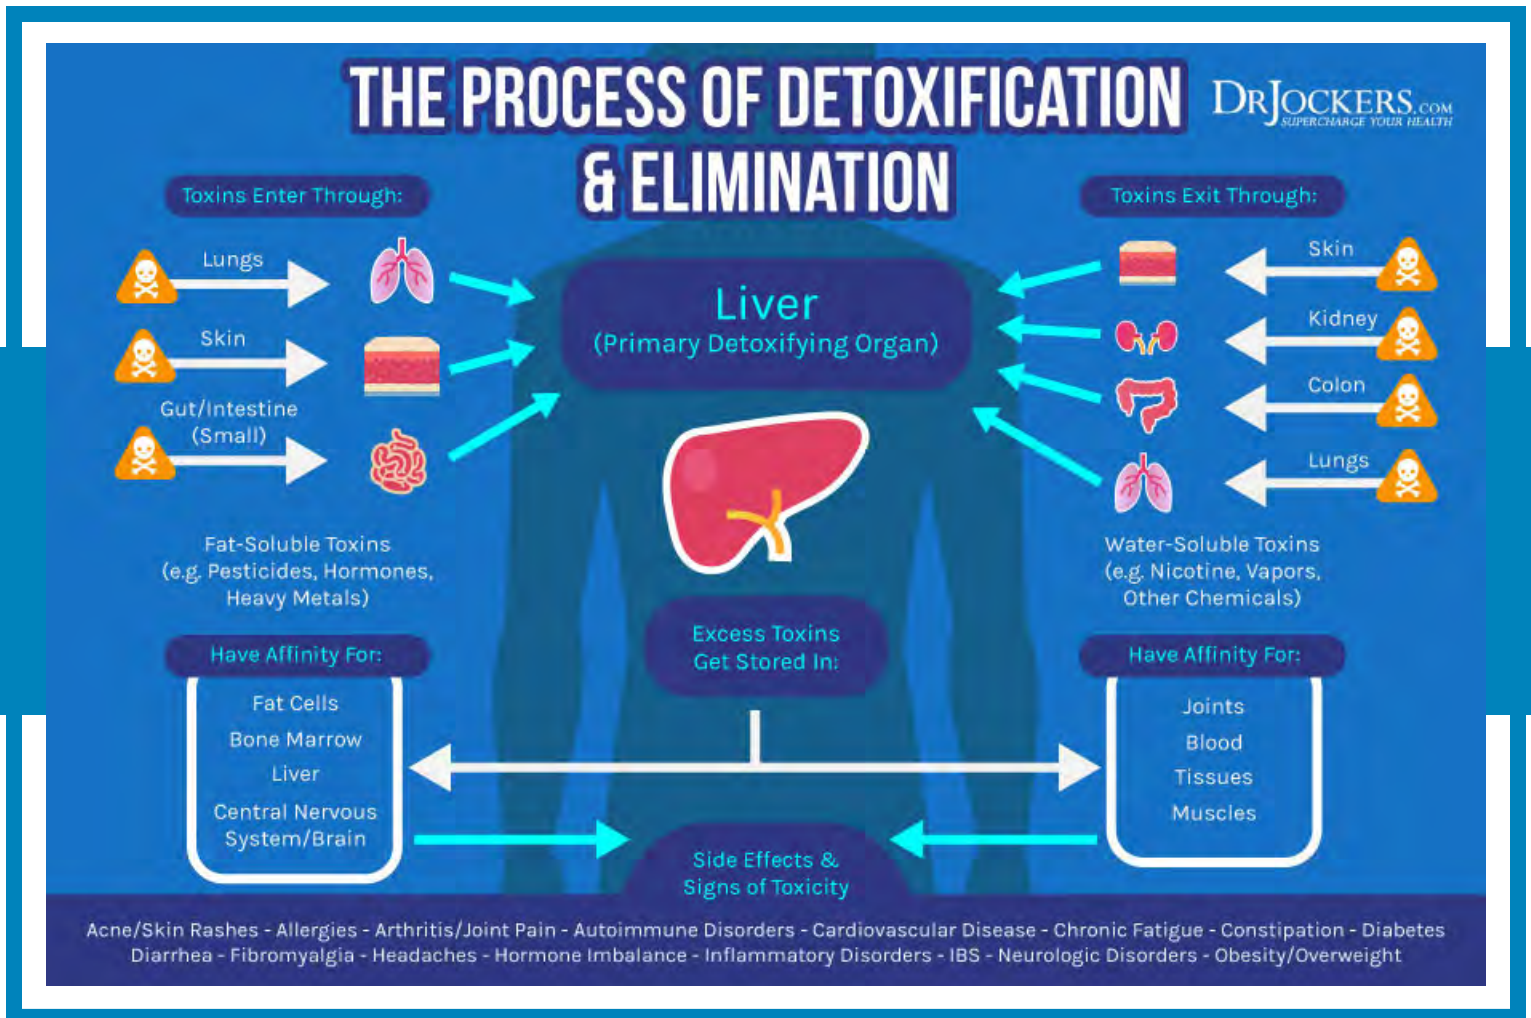 THE PROCESS OF DETOXIFICATION
& ELIMINATION
DRJOCKERS.COM
SUPERCHARGE YOUR HEALTH
Toxins Enter Through:
Lungs
Skin
Gut/Intestine
(Small)
Liver
(Primary Detoxifying Organ)
Toxins Exit Through:
Skin
Kidney
Colon
Lungs
Fat-Soluble Toxins
(e.g. Pesticides, Hormones,
Heavy Metals)
Water-Soluble Toxins
(e.g. Nicotine, Vapors,
Other Chemicals)
Excess Toxins
Get Stored In:
Have Affinity For:
Fat Cells
Bone Marrow
Liver
Central Nervous
System/Brain
Have Affinity For:
Joints
Blood
Tissues
Muscles
Side Effects &
Signs of Toxicity
Acne/Skin Rashes - Allergies - Arthritis/Joint Pain - Autoimmune Disorders - Cardiovascular Disease - Chronic Fatigue - Constipation - Diabetes
Diarrhea - Fibromyalgia - Headaches - Hormone Imbalance - Inflammatory Disorders - IBS - Neurologic Disorders - Obesity/Overweight